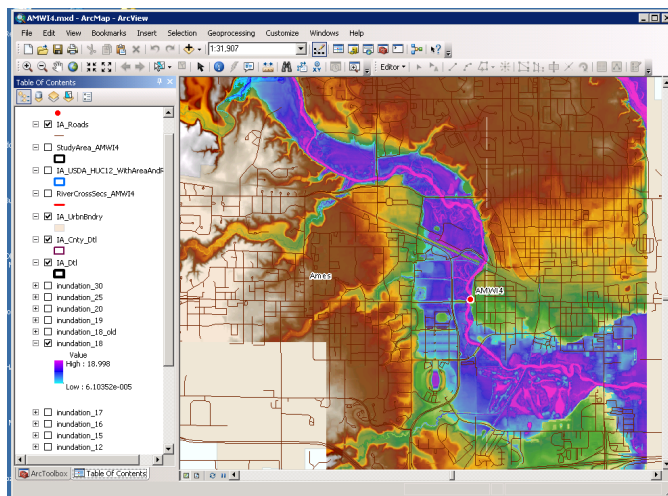 AMWI4.mxd - ArcMap - ArcView
File Edit View Bookmarks Insert Selection Geoprocessing Customize Windows Help
1:31,907
Editor
Table Of Contents
IA_Roads
StudyArea_AMWI4
IA_USDA_HUC12_WithAreaAndR
RiverCrossSecs_AMWI4
IA_UrbnBndry
IA_Cnty_Dtl
IA_Dtl
inundation_30
inundation_25
inundation_20
inundation_19
inundation_18_old
inundation_18
Value
High : 18.998
Low : 6.10352e-005
inundation_17
inundation_16
inundation_15
inundation_12
Ames
AMWI4
ArcToolbox Table Of Contents